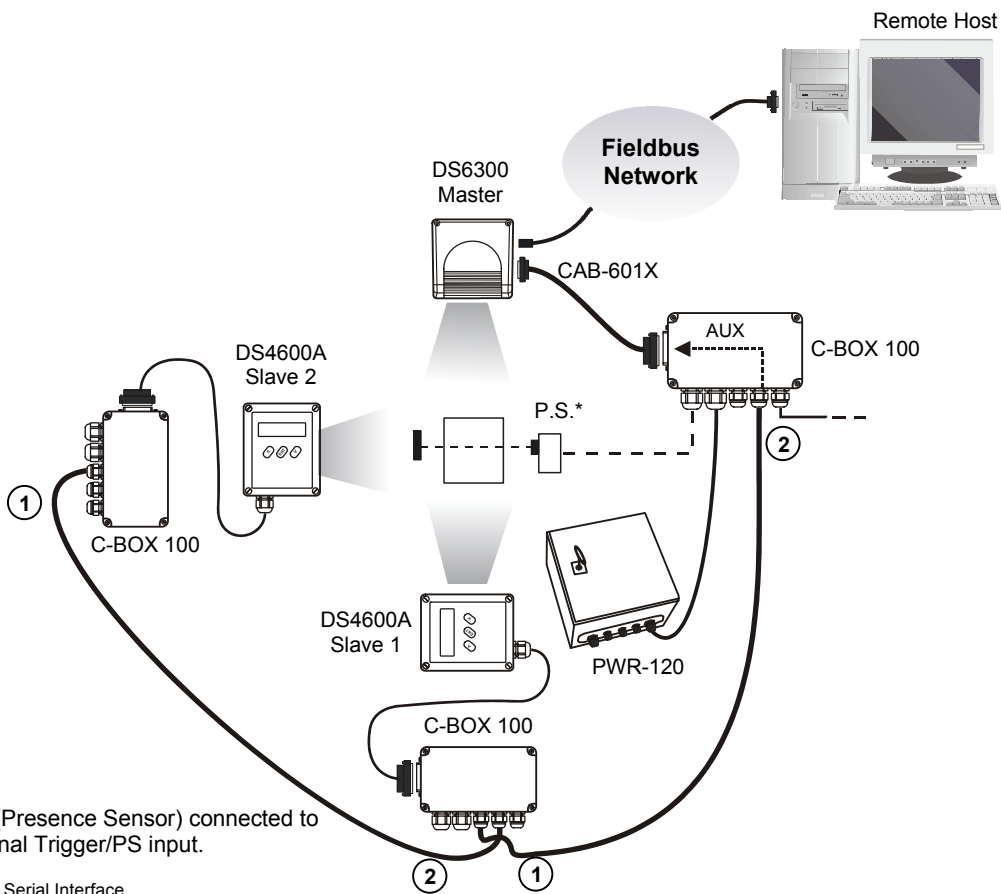 Remote Host
Fieldbus
Network
DS6300
Master
CAB-601X
AUX
C-BOX 100
DS4600A
Slave 2
P.S.*
2
1
C-BOX 100
DS4600A
Slave 1
PWR-120
C-BOX 100
(Presence Sensor) connected to
Trigger/PS input.
2
1
Serial Interface